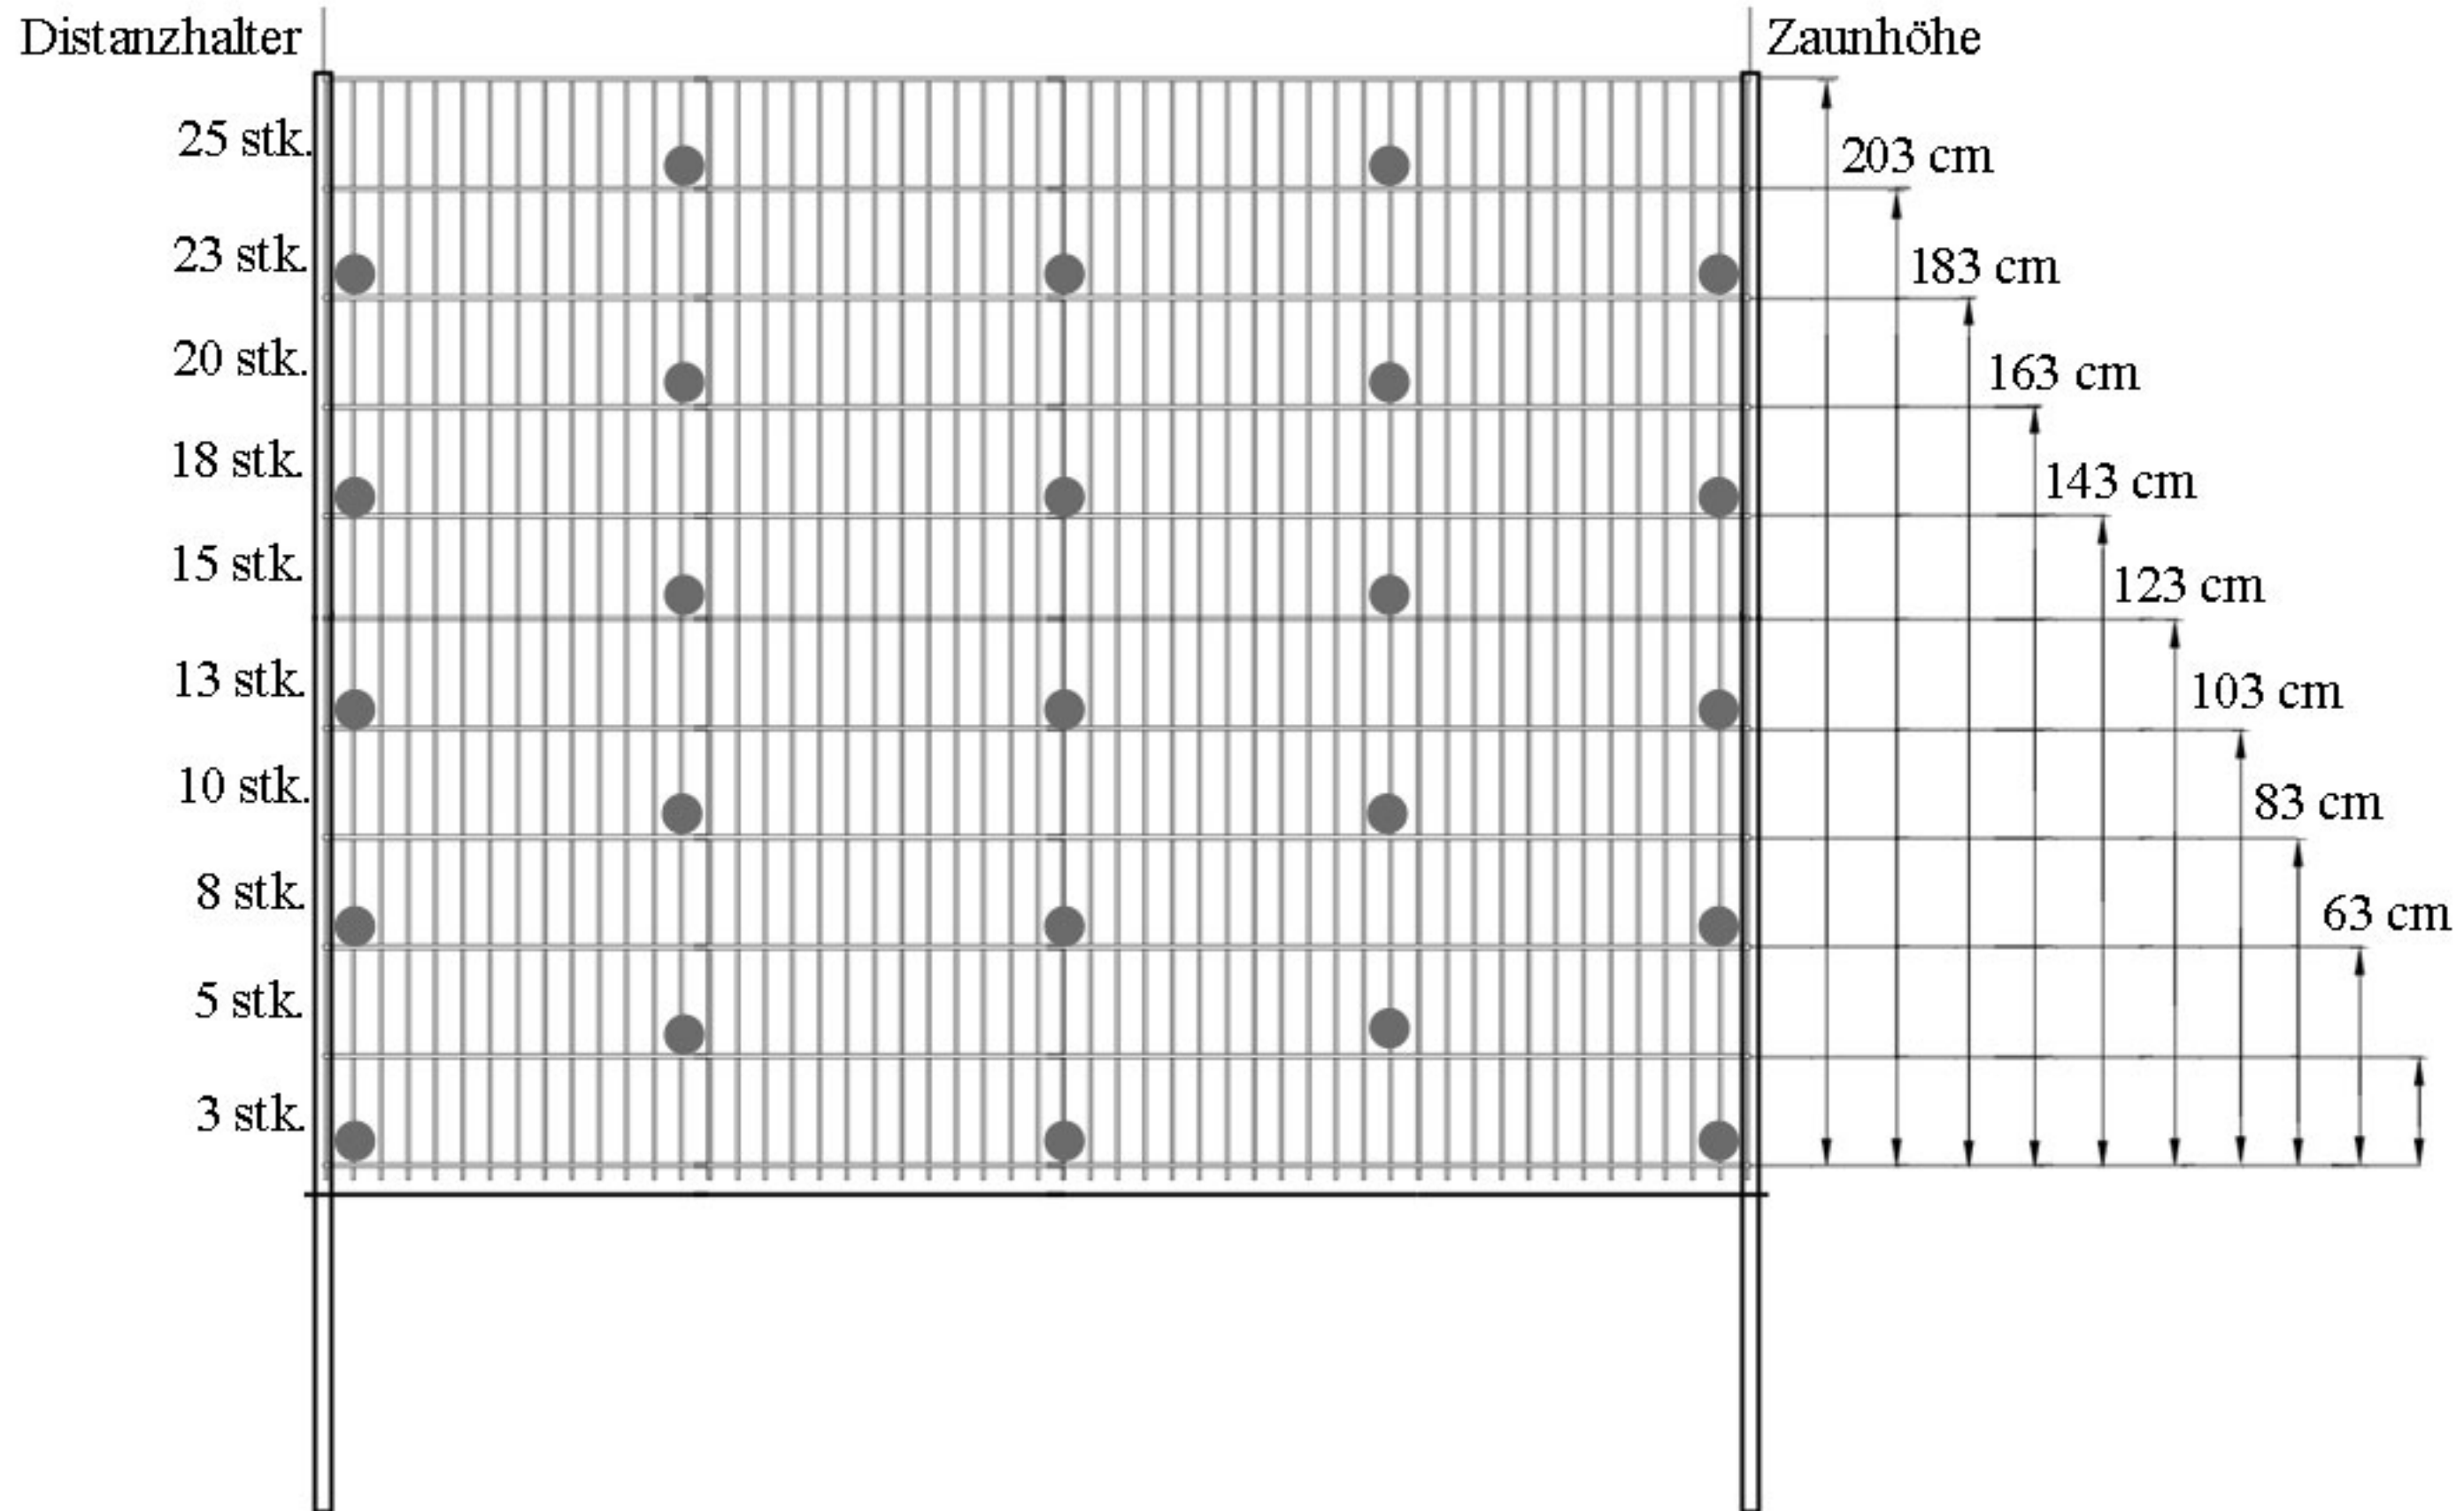 Distanzhalter
Zaunhöhe
25 stk.
203 cm
23 stk.
183 cm
20 stk.
163 cm
18 stk.
143 cm
15 stk.
123 cm
13 stk.
103 cm
10 stk.
83 cm
8 stk.
63 cm
5 stk.
3 stk.